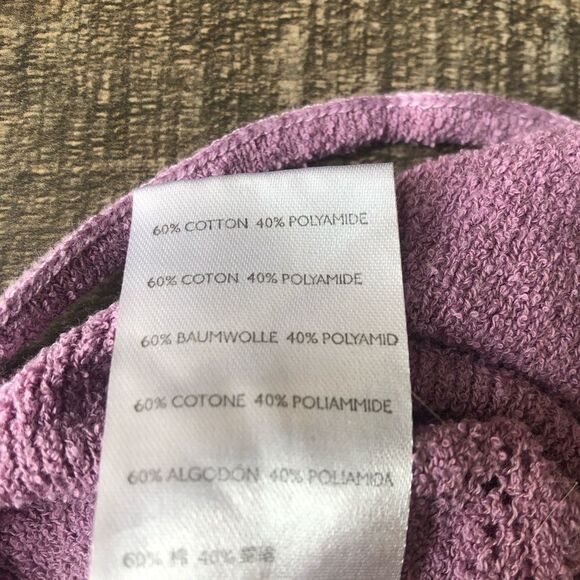 60% COTTON 40% POLYAMIDE
60% COTON 40% POLYAMIDE
60% BAUMWOLLE 40% POLYAMID
60% COTONE 40% POLIAMMIDE
60% ALGODÓN 40% POLIAMIDA
60% 棉 40%